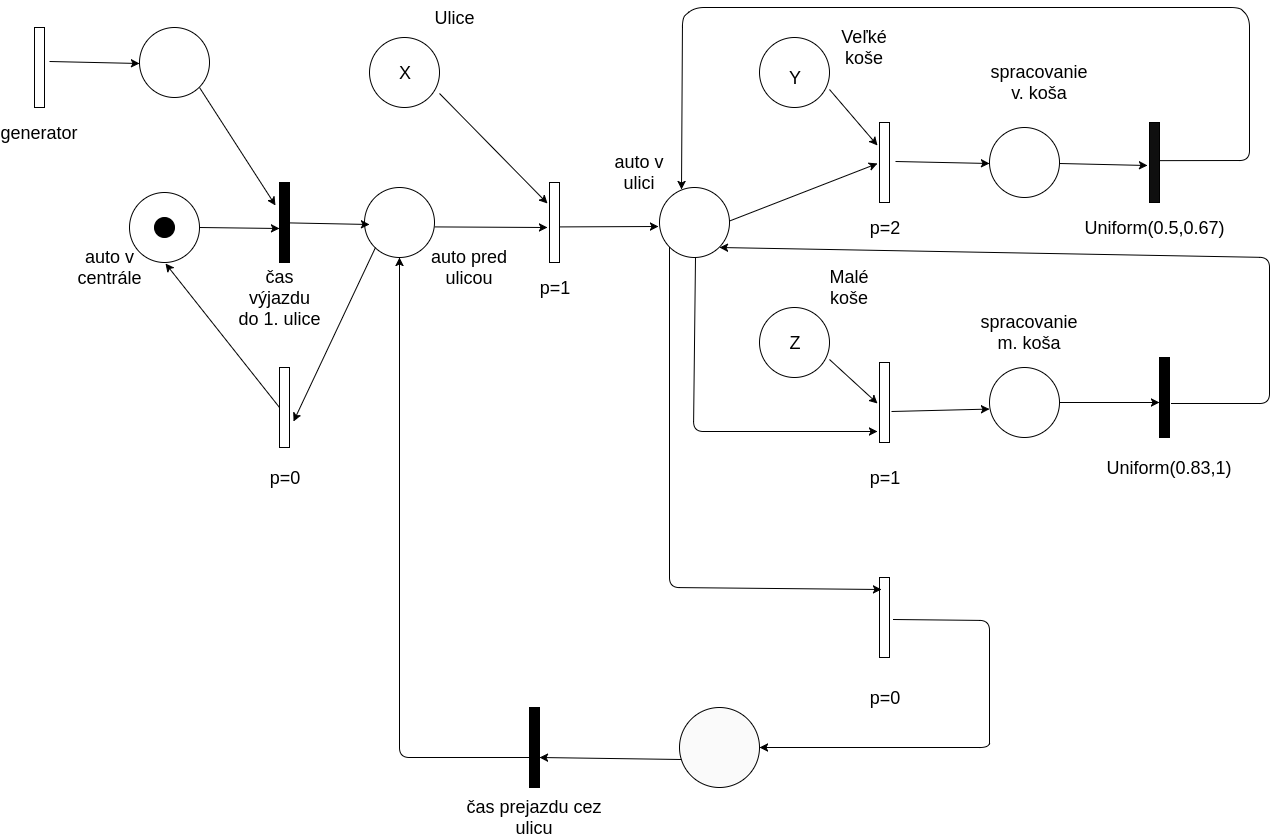 Ulice
Veľké
koše
X
Y
spracovanie
v. koša
generator
auto v
ulici
p=2
Uniform(0.5,0.67)
auto v
centrále
čas
výjazdu
do 1. ulice
auto pred
ulicou
p=1
Malé
koše
Z
spracovanie
m. koša
p=0
p=1
Uniform(0.83,1)
p=0
čas prejazdu cez
ulicu